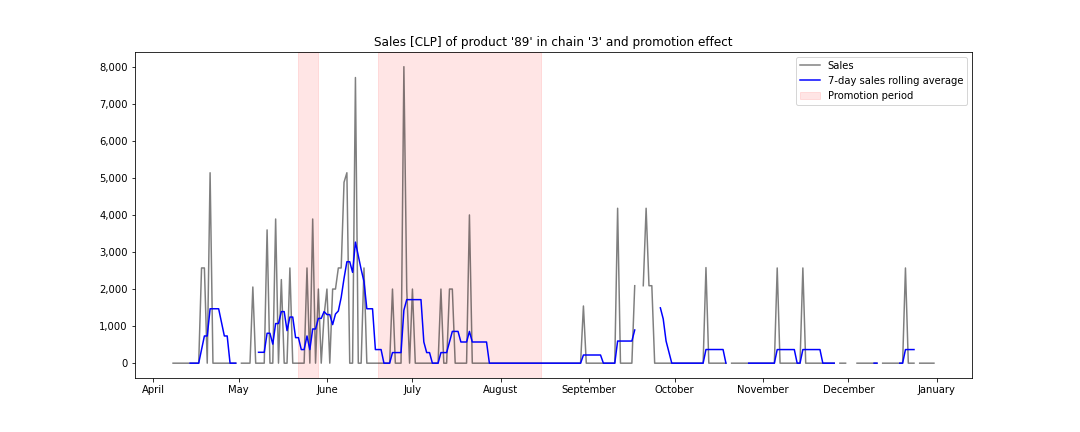 Sales [CLP] of product '89' in chain '3' and promotion effect
Sales
7-day sales rolling average
Promotion period
8,000
7,000
6,000
5,000
4,000
3,000
2,000
1,000
0
April May June July August September October November December January